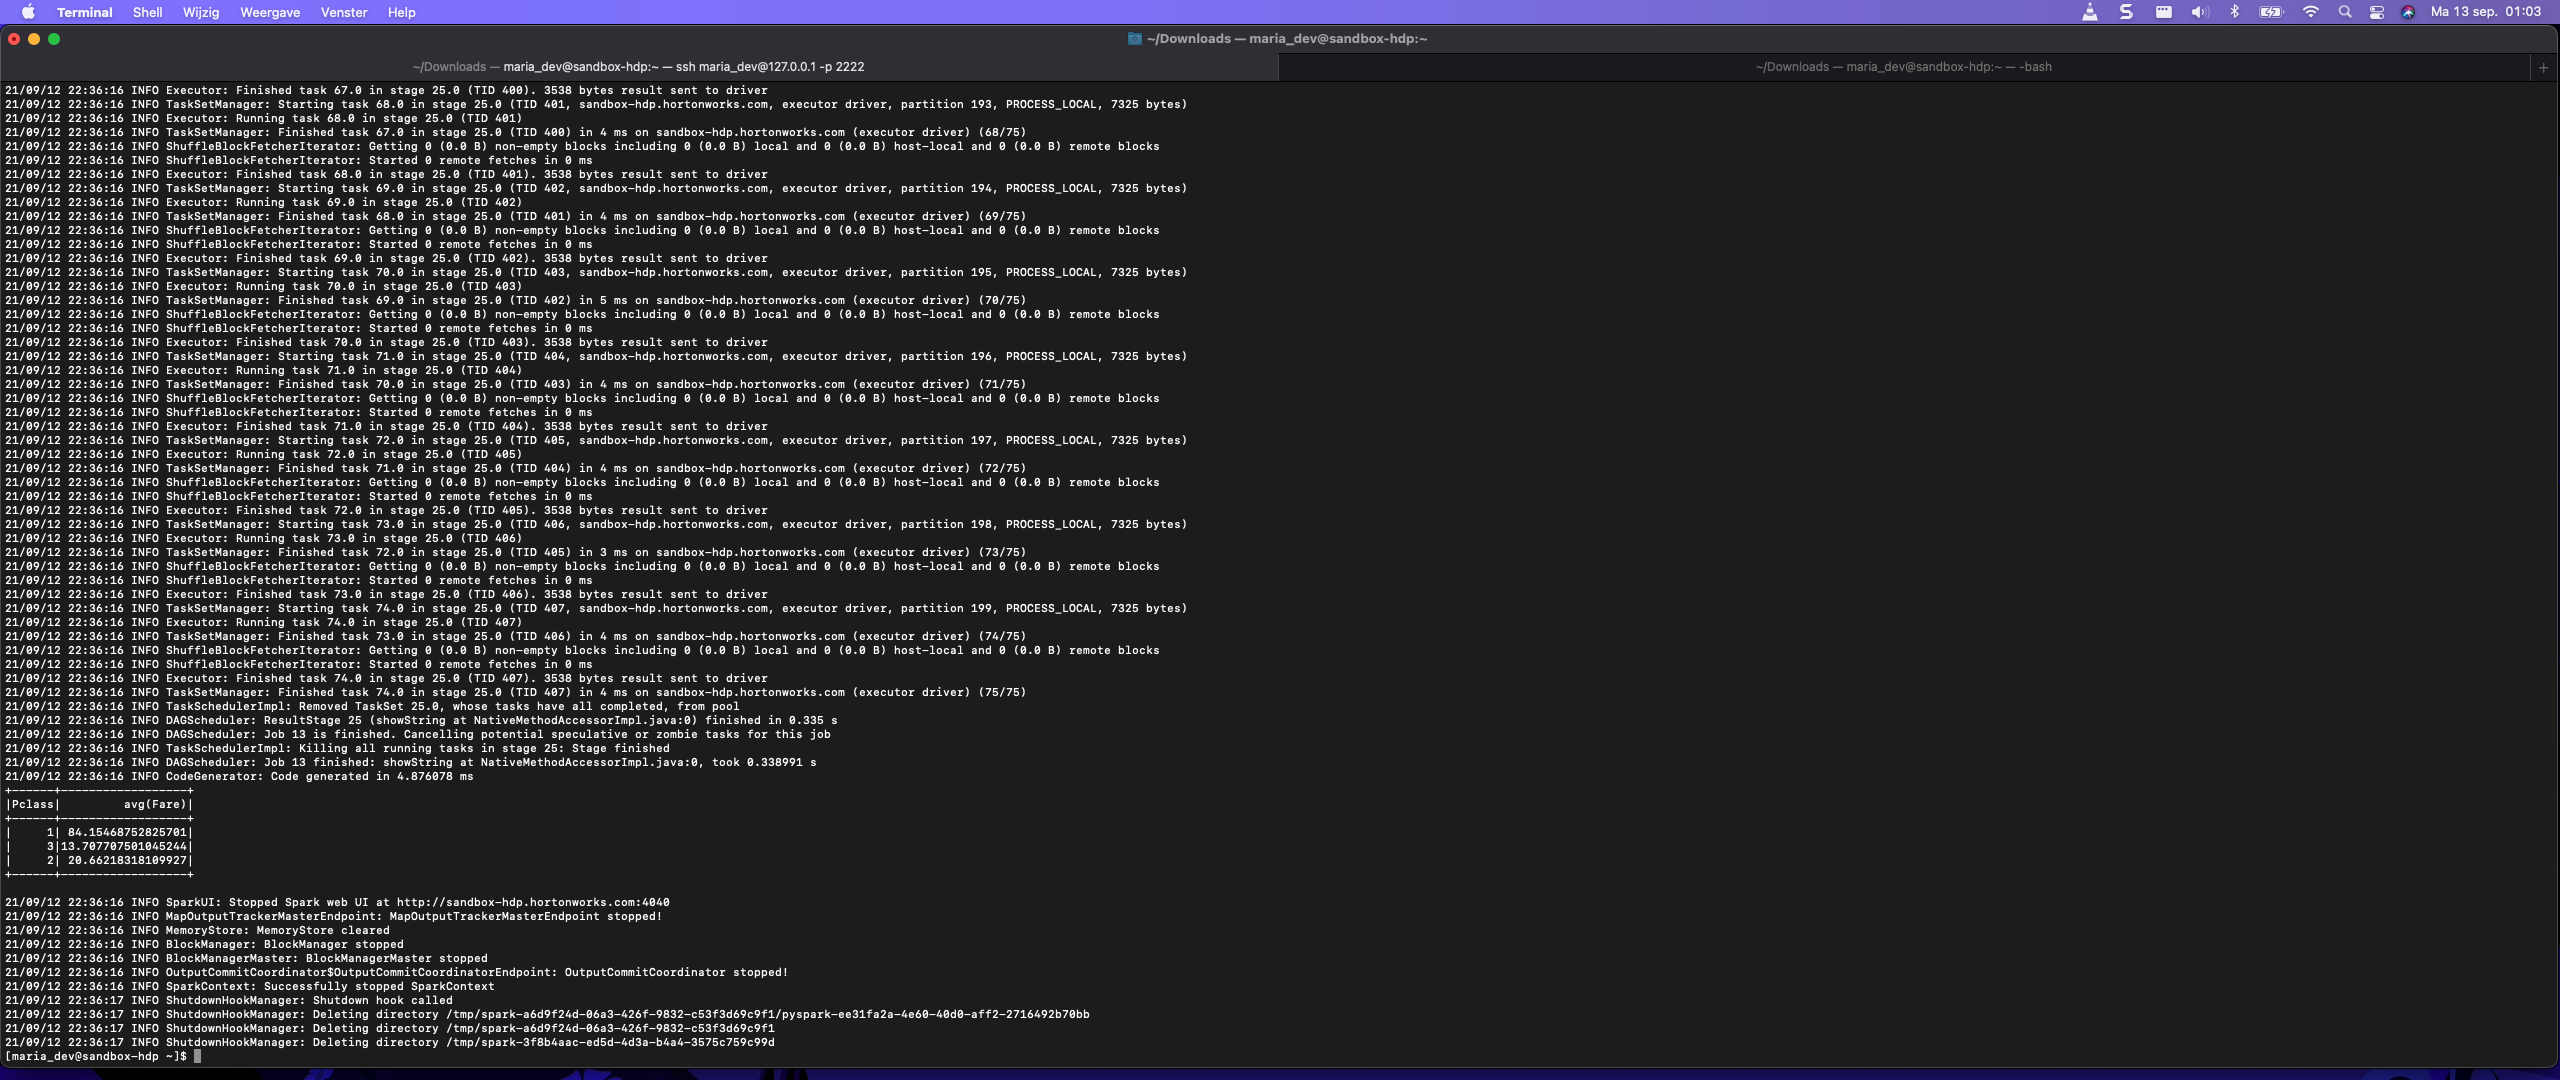 Terminal Shell Wijzig Weergave Venster Help Ma 13 sep. 01:03
~/Downloads — maria_dev@sandbox-hdp:~
~/Downloads — maria_dev@sandbox-hdp:~ — ssh maria_dev@127.0.0.1 -p 2222
~/Downloads — maria_dev@sandbox-hdp:~ — -bash +
21/09/12 22:36:16 INFO Executor: Finished task 67.0 in stage 25.0 (TID 400). 3538 bytes result sent to driver
21/09/12 22:36:16 INFO TaskSetManager: Starting task 68.0 in stage 25.0 (TID 401, sandbox-hdp.hortonworks.com, executor driver, partition 193, PROCESS_LOCAL, 7325 bytes)
21/09/12 22:36:16 INFO Executor: Running task 68.0 in stage 25.0 (TID 401)
21/09/12 22:36:16 INFO TaskSetManager: Finished task 67.0 in stage 25.0 (TID 400) in 4 ms on sandbox-hdp.hortonworks.com (executor driver) (68/75)
21/09/12 22:36:16 INFO ShuffleBlockFetcherIterator: Getting 0 (0.0 B) non-empty blocks including 0 (0.0 B) local and 0 (0.0 B) host-local and 0 (0.0 B) remote blocks
21/09/12 22:36:16 INFO ShuffleBlockFetcherIterator: Started 0 remote fetches in 0 ms
21/09/12 22:36:16 INFO Executor: Finished task 68.0 in stage 25.0 (TID 401). 3538 bytes result sent to driver
21/09/12 22:36:16 INFO TaskSetManager: Starting task 69.0 in stage 25.0 (TID 402, sandbox-hdp.hortonworks.com, executor driver, partition 194, PROCESS_LOCAL, 7325 bytes)
21/09/12 22:36:16 INFO Executor: Running task 69.0 in stage 25.0 (TID 402)
21/09/12 22:36:16 INFO TaskSetManager: Finished task 68.0 in stage 25.0 (TID 401) in 4 ms on sandbox-hdp.hortonworks.com (executor driver) (69/75)
21/09/12 22:36:16 INFO ShuffleBlockFetcherIterator: Getting 0 (0.0 B) non-empty blocks including 0 (0.0 B) local and 0 (0.0 B) host-local and 0 (0.0 B) remote blocks
21/09/12 22:36:16 INFO ShuffleBlockFetcherIterator: Started 0 remote fetches in 0 ms
21/09/12 22:36:16 INFO Executor: Finished task 69.0 in stage 25.0 (TID 402). 3538 bytes result sent to driver
21/09/12 22:36:16 INFO TaskSetManager: Starting task 70.0 in stage 25.0 (TID 403, sandbox-hdp.hortonworks.com, executor driver, partition 195, PROCESS_LOCAL, 7325 bytes)
21/09/12 22:36:16 INFO Executor: Running task 70.0 in stage 25.0 (TID 403)
21/09/12 22:36:16 INFO TaskSetManager: Finished task 69.0 in stage 25.0 (TID 402) in 5 ms on sandbox-hdp.hortonworks.com (executor driver) (70/75)
21/09/12 22:36:16 INFO ShuffleBlockFetcherIterator: Getting 0 (0.0 B) non-empty blocks including 0 (0.0 B) local and 0 (0.0 B) host-local and 0 (0.0 B) remote blocks
21/09/12 22:36:16 INFO ShuffleBlockFetcherIterator: Started 0 remote fetches in 0 ms
21/09/12 22:36:16 INFO Executor: Finished task 70.0 in stage 25.0 (TID 403). 3538 bytes result sent to driver
21/09/12 22:36:16 INFO TaskSetManager: Starting task 71.0 in stage 25.0 (TID 404, sandbox-hdp.hortonworks.com, executor driver, partition 196, PROCESS_LOCAL, 7325 bytes)
21/09/12 22:36:16 INFO Executor: Running task 71.0 in stage 25.0 (TID 404)
21/09/12 22:36:16 INFO TaskSetManager: Finished task 70.0 in stage 25.0 (TID 403) in 4 ms on sandbox-hdp.hortonworks.com (executor driver) (71/75)
21/09/12 22:36:16 INFO ShuffleBlockFetcherIterator: Getting 0 (0.0 B) non-empty blocks including 0 (0.0 B) local and 0 (0.0 B) host-local and 0 (0.0 B) remote blocks
21/09/12 22:36:16 INFO ShuffleBlockFetcherIterator: Started 0 remote fetches in 0 ms
21/09/12 22:36:16 INFO Executor: Finished task 71.0 in stage 25.0 (TID 404). 3538 bytes result sent to driver
21/09/12 22:36:16 INFO TaskSetManager: Starting task 72.0 in stage 25.0 (TID 405, sandbox-hdp.hortonworks.com, executor driver, partition 197, PROCESS_LOCAL, 7325 bytes)
21/09/12 22:36:16 INFO Executor: Running task 72.0 in stage 25.0 (TID 405)
21/09/12 22:36:16 INFO TaskSetManager: Finished task 71.0 in stage 25.0 (TID 404) in 4 ms on sandbox-hdp.hortonworks.com (executor driver) (72/75)
21/09/12 22:36:16 INFO ShuffleBlockFetcherIterator: Getting 0 (0.0 B) non-empty blocks including 0 (0.0 B) local and 0 (0.0 B) host-local and 0 (0.0 B) remote blocks
21/09/12 22:36:16 INFO ShuffleBlockFetcherIterator: Started 0 remote fetches in 0 ms
21/09/12 22:36:16 INFO Executor: Finished task 72.0 in stage 25.0 (TID 405). 3538 bytes result sent to driver
21/09/12 22:36:16 INFO TaskSetManager: Starting task 73.0 in stage 25.0 (TID 406, sandbox-hdp.hortonworks.com, executor driver, partition 198, PROCESS_LOCAL, 7325 bytes)
21/09/12 22:36:16 INFO Executor: Running task 73.0 in stage 25.0 (TID 406)
21/09/12 22:36:16 INFO TaskSetManager: Finished task 72.0 in stage 25.0 (TID 405) in 3 ms on sandbox-hdp.hortonworks.com (executor driver) (73/75)
21/09/12 22:36:16 INFO ShuffleBlockFetcherIterator: Getting 0 (0.0 B) non-empty blocks including 0 (0.0 B) local and 0 (0.0 B) host-local and 0 (0.0 B) remote blocks
21/09/12 22:36:16 INFO ShuffleBlockFetcherIterator: Started 0 remote fetches in 0 ms
21/09/12 22:36:16 INFO Executor: Finished task 73.0 in stage 25.0 (TID 406). 3538 bytes result sent to driver
21/09/12 22:36:16 INFO TaskSetManager: Starting task 74.0 in stage 25.0 (TID 407, sandbox-hdp.hortonworks.com, executor driver, partition 199, PROCESS_LOCAL, 7325 bytes)
21/09/12 22:36:16 INFO Executor: Running task 74.0 in stage 25.0 (TID 407)
21/09/12 22:36:16 INFO TaskSetManager: Finished task 73.0 in stage 25.0 (TID 406) in 4 ms on sandbox-hdp.hortonworks.com (executor driver) (74/75)
21/09/12 22:36:16 INFO ShuffleBlockFetcherIterator: Getting 0 (0.0 B) non-empty blocks including 0 (0.0 B) local and 0 (0.0 B) host-local and 0 (0.0 B) remote blocks
21/09/12 22:36:16 INFO ShuffleBlockFetcherIterator: Started 0 remote fetches in 0 ms
21/09/12 22:36:16 INFO Executor: Finished task 74.0 in stage 25.0 (TID 407). 3538 bytes result sent to driver
21/09/12 22:36:16 INFO TaskSetManager: Finished task 74.0 in stage 25.0 (TID 407) in 4 ms on sandbox-hdp.hortonworks.com (executor driver) (75/75)
21/09/12 22:36:16 INFO TaskSchedulerImpl: Removed TaskSet 25.0, whose tasks have all completed, from pool
21/09/12 22:36:16 INFO DAGScheduler: ResultStage 25 (showString at NativeMethodAccessorImpl.java:0) finished in 0.335 s
21/09/12 22:36:16 INFO DAGScheduler: Job 13 is finished. Cancelling potential speculative or zombie tasks for this job
21/09/12 22:36:16 INFO TaskSchedulerImpl: Killing all running tasks in stage 25: Stage finished
21/09/12 22:36:16 INFO DAGScheduler: Job 13 finished: showString at NativeMethodAccessorImpl.java:0, took 0.338991 s
21/09/12 22:36:16 INFO CodeGenerator: Code generated in 4.876078 ms
+------+------------------+
|Pclass|         avg(Fare)|
+------+------------------+
|     1| 84.15468752825701|
|     3|13.707707501045244|
|     2| 20.66218318109927|
+------+------------------+
21/09/12 22:36:16 INFO SparkUI: Stopped Spark web UI at http://sandbox-hdp.hortonworks.com:4040
21/09/12 22:36:16 INFO MapOutputTrackerMasterEndpoint: MapOutputTrackerMasterEndpoint stopped!
21/09/12 22:36:16 INFO MemoryStore: MemoryStore cleared
21/09/12 22:36:16 INFO BlockManager: BlockManager stopped
21/09/12 22:36:16 INFO BlockManagerMaster: BlockManagerMaster stopped
21/09/12 22:36:16 INFO OutputCommitCoordinator$OutputCommitCoordinatorEndpoint: OutputCommitCoordinator stopped!
21/09/12 22:36:16 INFO SparkContext: Successfully stopped SparkContext
21/09/12 22:36:17 INFO ShutdownHookManager: Shutdown hook called
21/09/12 22:36:17 INFO ShutdownHookManager: Deleting directory /tmp/spark-a6d9f24d-06a3-426f-9832-c53f3d69c9f1/pyspark-ee31fa2a-4e60-40d0-aff2-2716492b70bb
21/09/12 22:36:17 INFO ShutdownHookManager: Deleting directory /tmp/spark-a6d9f24d-06a3-426f-9832-c53f3d69c9f1
21/09/12 22:36:17 INFO ShutdownHookManager: Deleting directory /tmp/spark-3f8b4aac-ed5d-4d3a-b4a4-3575c759c99d
[maria_dev@sandbox-hdp ~]$